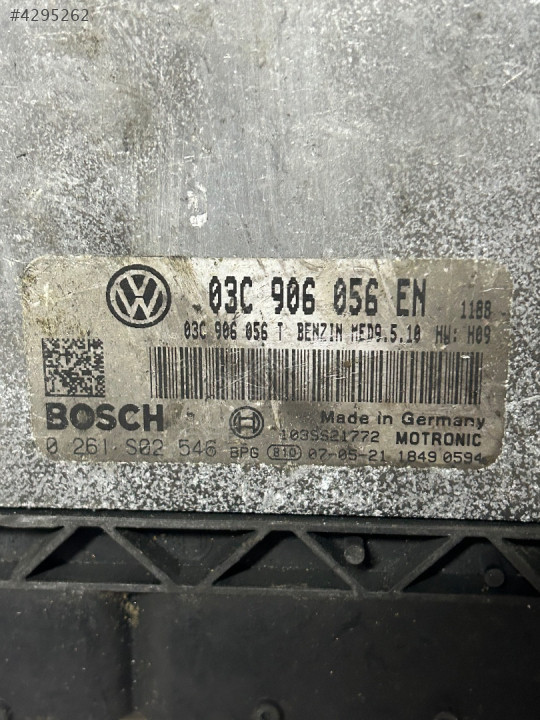 #4295262
03C 906 056 EN 1188
03C 906 056 T BENZIN MED9.5.10 HW: H09
BOSCH Made in Germany
1039S21772 MOTRONIC
0 261 S02 546 BPG 810 07-05-21 1849 0594